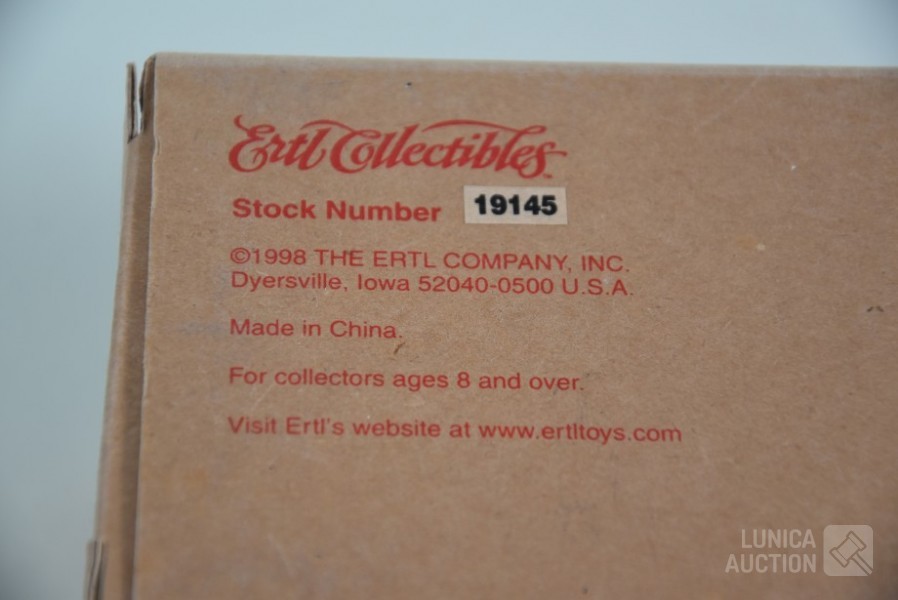 Ertl Collectibles™
Stock Number 19145
©1998 THE ERTL COMPANY, INC.
Dyersville, Iowa 52040-0500 U.S.A.
Made in China.
For collectors ages 8 and over.
Visit Ertl's website at www.ertltoys.com
LUNICA
AUCTION